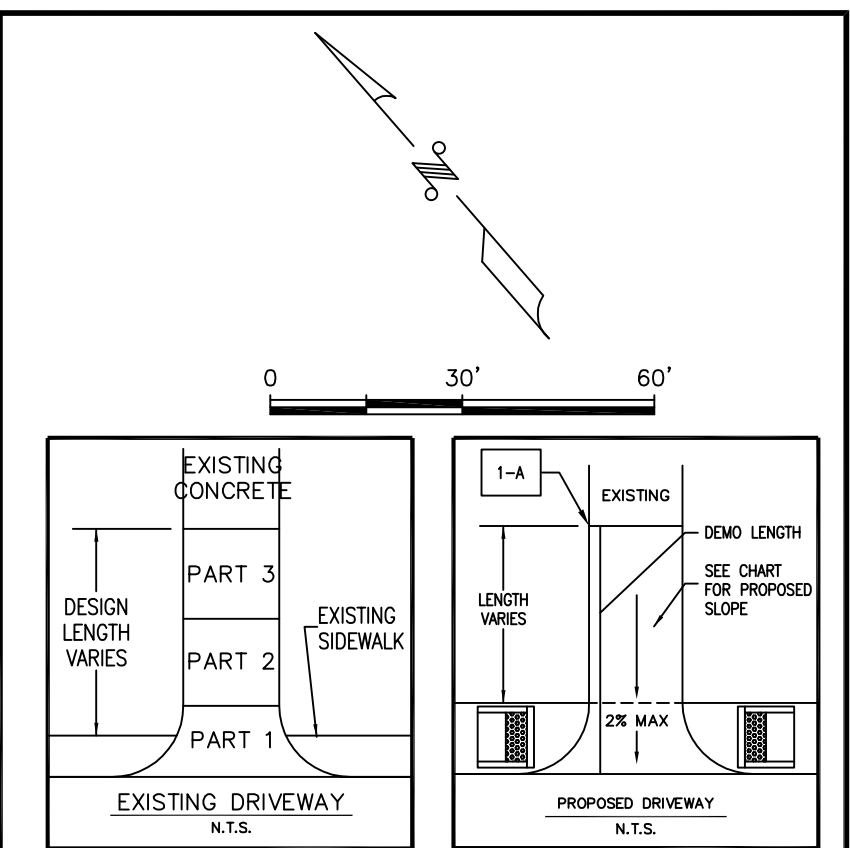 0 30' 60'
EXISTING
CONCRETE
PART 3
DESIGN
LENGTH
VARIES
PART 2
EXISTING
SIDEWALK
PART 1
EXISTING DRIVEWAY
N.T.S.
1-A
EXISTING
DEMO LENGTH
SEE CHART
FOR PROPOSED
SLOPE
LENGTH
VARIES
2% MAX
PROPOSED DRIVEWAY
N.T.S.